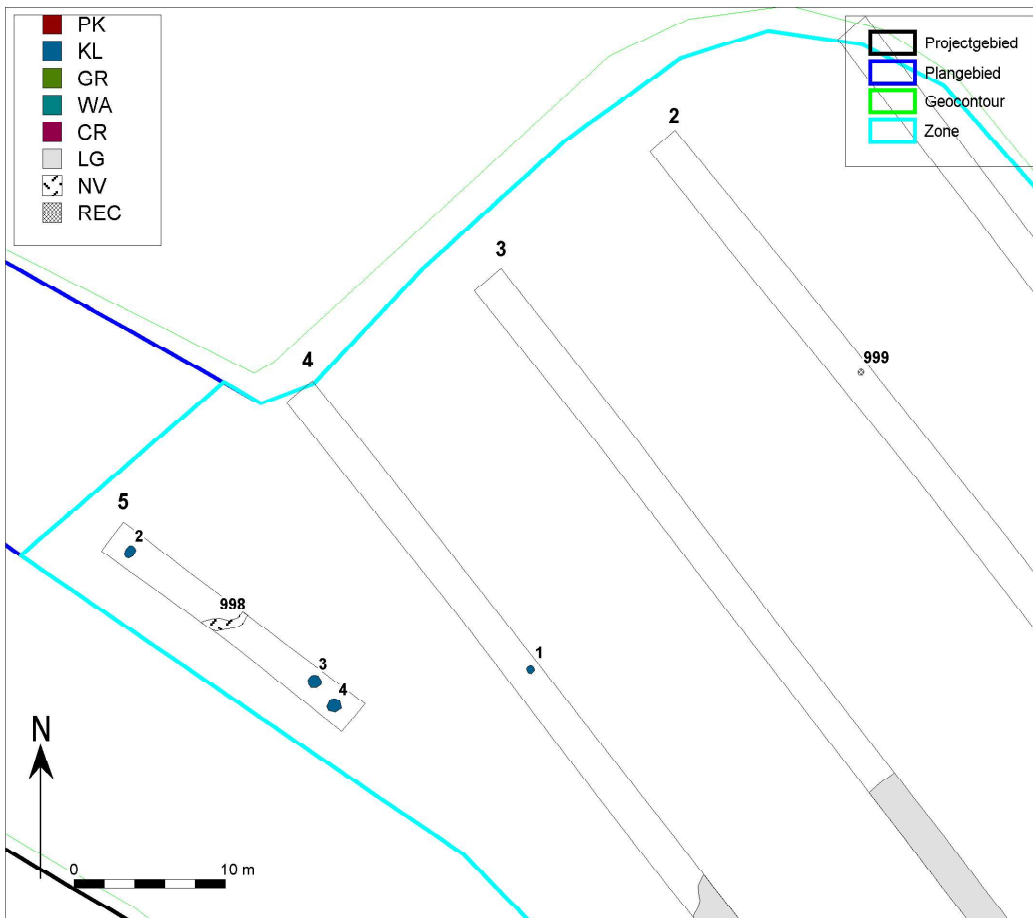 PK
KL
GR
WA
CR
LG
NV
REC
Projectgebied
Plangebied
Geocontour
Zone
2
3
999
4
5
2
998
1
3
4
N
0 10 m